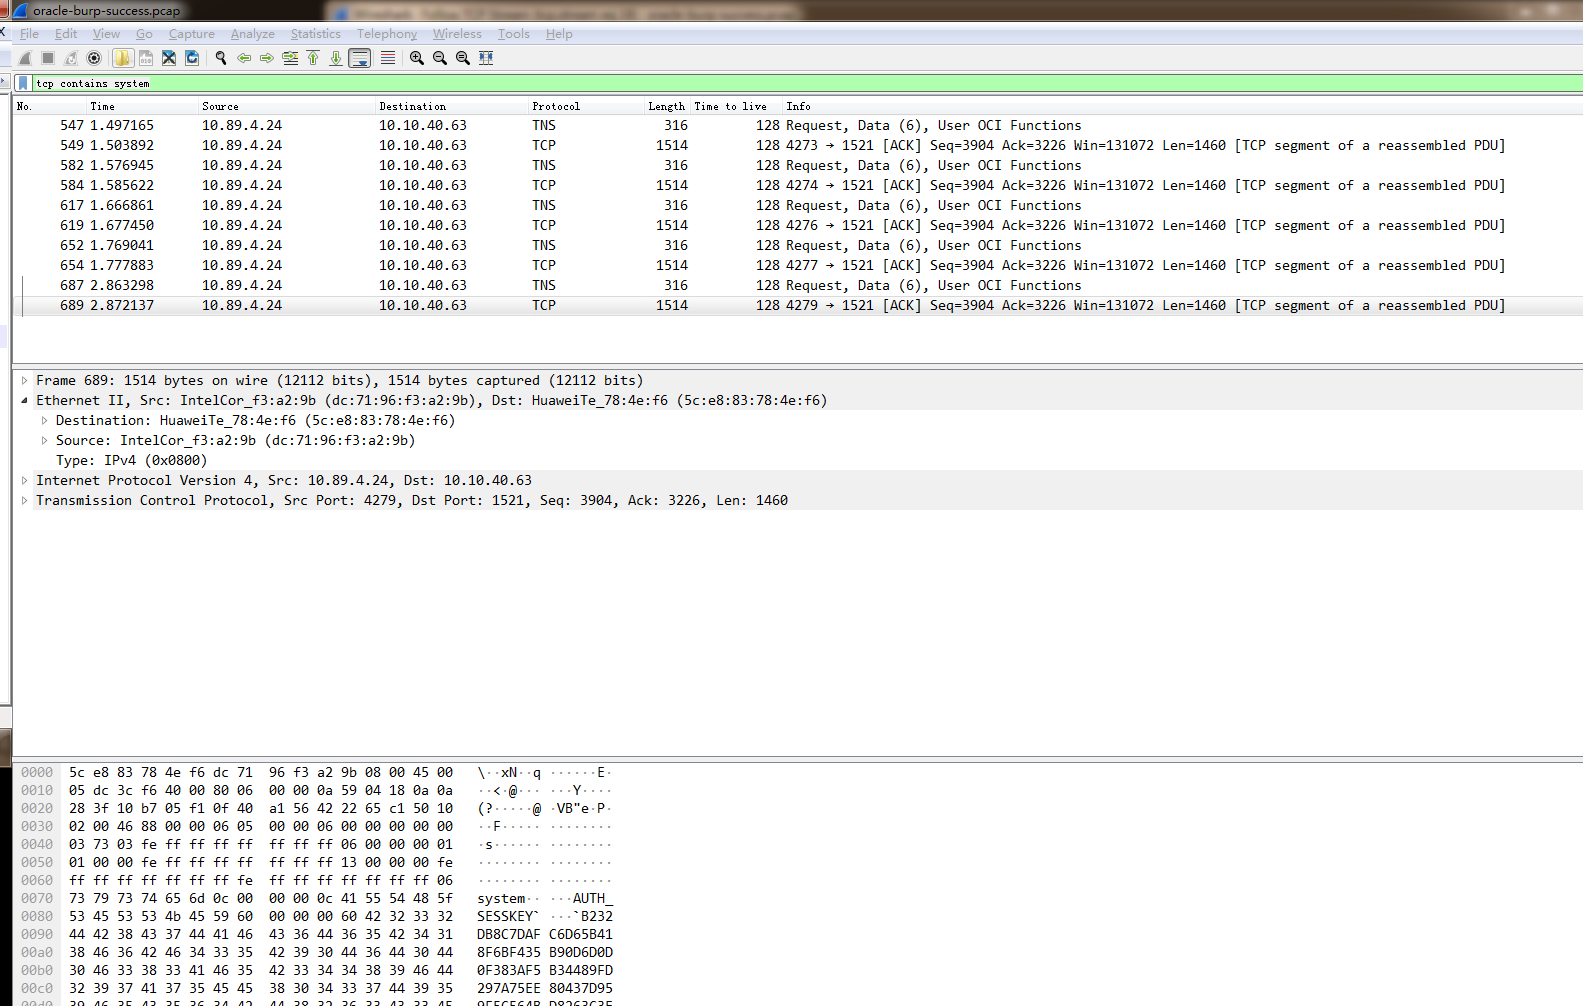 oracle-burp-success.pcap
File Edit View Go Capture Analyze Statistics Telephony Wireless Tools Help
tcp contains system
No. Time Source Destination Protocol Length Time to live Info
547 1.497165 10.89.4.24 10.10.40.63 TNS 316 128 Request, Data (6), User OCI Functions
549 1.503892 10.89.4.24 10.10.40.63 TCP 1514 128 4273 → 1521 [ACK] Seq=3904 Ack=3226 Win=131072 Len=1460 [TCP segment of a reassembled PDU]
582 1.576945 10.89.4.24 10.10.40.63 TNS 316 128 Request, Data (6), User OCI Functions
584 1.585622 10.89.4.24 10.10.40.63 TCP 1514 128 4274 → 1521 [ACK] Seq=3904 Ack=3226 Win=131072 Len=1460 [TCP segment of a reassembled PDU]
617 1.666861 10.89.4.24 10.10.40.63 TNS 316 128 Request, Data (6), User OCI Functions
619 1.677450 10.89.4.24 10.10.40.63 TCP 1514 128 4276 → 1521 [ACK] Seq=3904 Ack=3226 Win=131072 Len=1460 [TCP segment of a reassembled PDU]
652 1.769041 10.89.4.24 10.10.40.63 TNS 316 128 Request, Data (6), User OCI Functions
654 1.777883 10.89.4.24 10.10.40.63 TCP 1514 128 4277 → 1521 [ACK] Seq=3904 Ack=3226 Win=131072 Len=1460 [TCP segment of a reassembled PDU]
687 2.863298 10.89.4.24 10.10.40.63 TNS 316 128 Request, Data (6), User OCI Functions
689 2.872137 10.89.4.24 10.10.40.63 TCP 1514 128 4279 → 1521 [ACK] Seq=3904 Ack=3226 Win=131072 Len=1460 [TCP segment of a reassembled PDU]
Frame 689: 1514 bytes on wire (12112 bits), 1514 bytes captured (12112 bits)
Ethernet II, Src: IntelCor_f3:a2:9b (dc:71:96:f3:a2:9b), Dst: HuaweiTe_78:4e:f6 (5c:e8:83:78:4e:f6)
Destination: HuaweiTe_78:4e:f6 (5c:e8:83:78:4e:f6)
Source: IntelCor_f3:a2:9b (dc:71:96:f3:a2:9b)
Type: IPv4 (0x0800)
Internet Protocol Version 4, Src: 10.89.4.24, Dst: 10.10.40.63
Transmission Control Protocol, Src Port: 4279, Dst Port: 1521, Seq: 3904, Ack: 3226, Len: 1460
0000 5c e8 83 78 4e f6 dc 71 96 f3 a2 9b 08 00 45 00 \··xN··q ······E·
0010 05 dc 3c f6 40 00 80 06 00 00 0a 59 04 18 0a 0a ··<·@··· ···Y····
0020 28 3f 10 b7 05 f1 0f 40 a1 56 42 22 65 c1 50 10 (?·····@ ·VB"e·P·
0030 02 00 46 88 00 00 06 05 00 00 06 00 00 00 00 00 ··F····· ········
0040 03 73 03 fe ff ff ff ff ff ff ff 06 00 00 00 01 ·s······ ········
0050 01 00 00 fe ff ff ff ff ff ff ff 13 00 00 00 fe ········ ········
0060 ff ff ff ff ff ff ff fe ff ff ff ff ff ff ff 06 ········ ········
0070 73 79 73 74 65 6d 0c 00 00 00 0c 41 55 54 48 5f system·· ···AUTH_
0080 53 45 53 53 4b 45 59 60 00 00 00 60 42 32 33 32 SESSKEY` ···`B232
0090 44 42 38 43 37 44 41 46 43 36 44 36 35 42 34 31 DB8C7DAF C6D65B41
00a0 38 46 36 42 46 34 33 35 42 39 30 44 36 44 30 44 8F6BF435 B90D6D0D
00b0 30 46 33 38 33 41 46 35 42 33 34 34 38 39 46 44 0F383AF5 B34489FD
00c0 32 39 37 41 37 35 45 45 38 30 34 33 37 44 39 35 297A75EE 80437D95